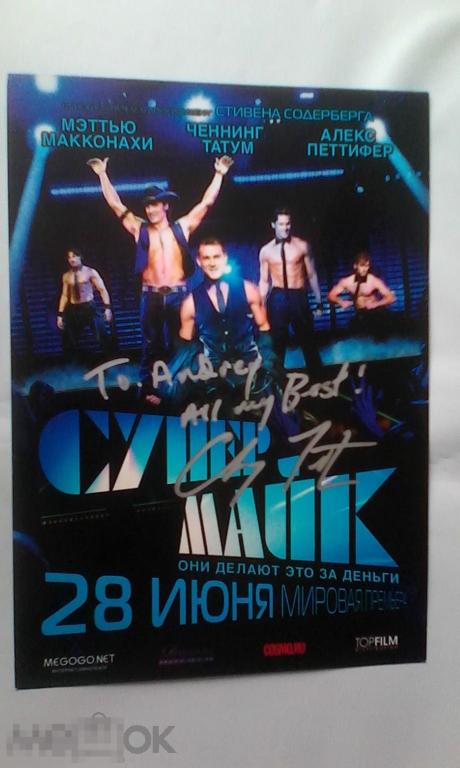 СТИВЕНА СОДЕРБЕРГА
МЭТТЬЮ МАККОНАХИ
ЧЕННИНГ ТАТУМ
АЛЕКС ПЕТТИФЕР
To. Andrey
All my Best!
СУПЕР
МАЙК
ОНИ ДЕЛАЮТ ЭТО ЗА ДЕНЬГИ
28 ИЮНЯ МИРОВАЯ ПРЕМЬЕРА
MEGOGO.NET
COSMO.RU
TOPFILM